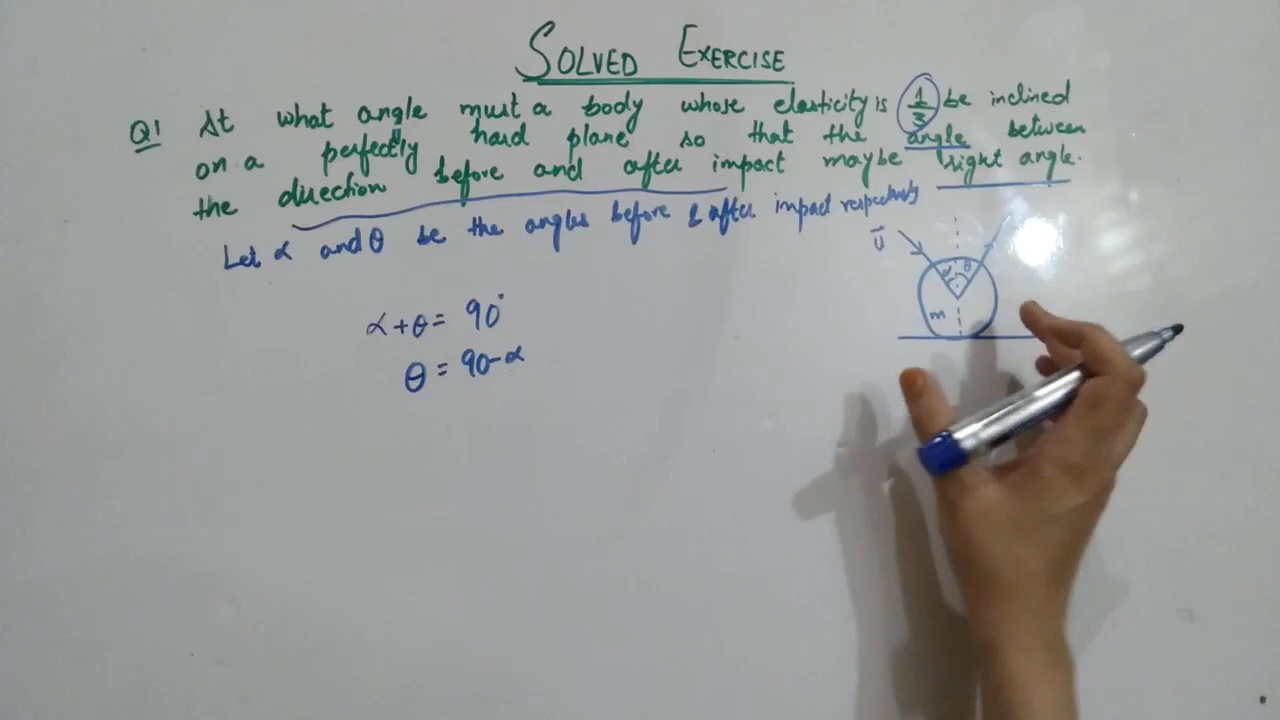 SOLVED EXERCISE
Q1 At what angle must a body whose elasticity is 1/3 be inclined
on a perfectly hard plane so that the angle between
the direction before and after impact maybe right angle.
Let α and θ be the angles before & after impact respectively
α + θ = 90°
θ = 90 - α
U
α θ
m